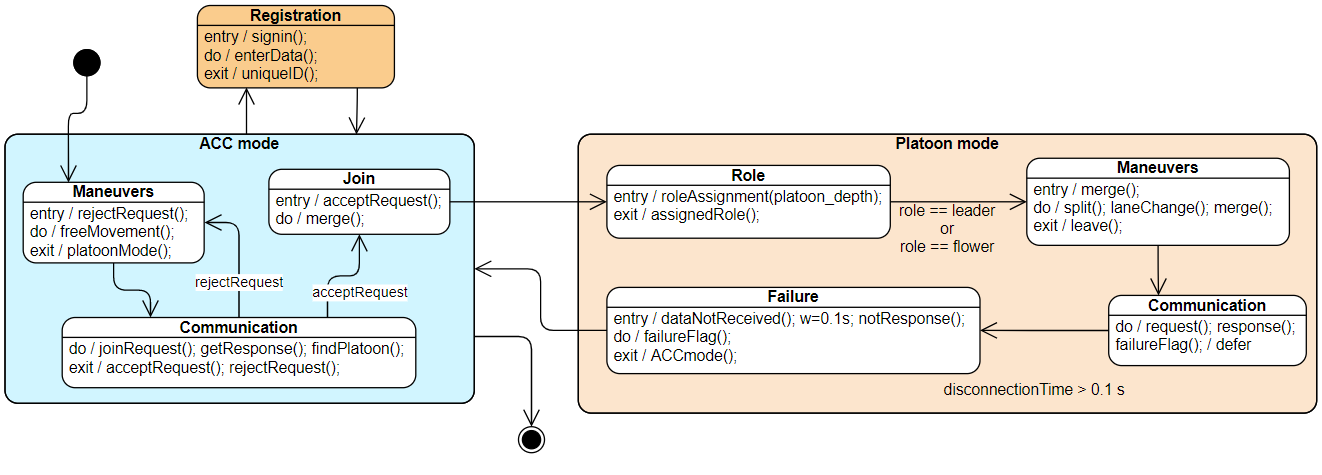 Registration
entry / signin();
do / enterData();
exit / uniqueID();
ACC mode
Maneuvers
entry / rejectRequest();
do / freeMovement();
exit / platoonMode();
Join
entry / acceptRequest();
do / merge();
rejectRequest
acceptRequest
Communication
do / joinRequest(); getResponse(); findPlatoon();
exit / acceptRequest(); rejectRequest();
Platoon mode
Role
entry / roleAssignment(platoon_depth);
exit / assignedRole();
role == leader
or
role == flower
Maneuvers
entry / merge();
do / split(); laneChange(); merge();
exit / leave();
Communication
do / request(); response();
failureFlag(); / defer
Failure
entry / dataNotReceived(); w=0.1s; notResponse();
do / failureFlag();
exit / ACCmode();
disconnectionTime > 0.1 s